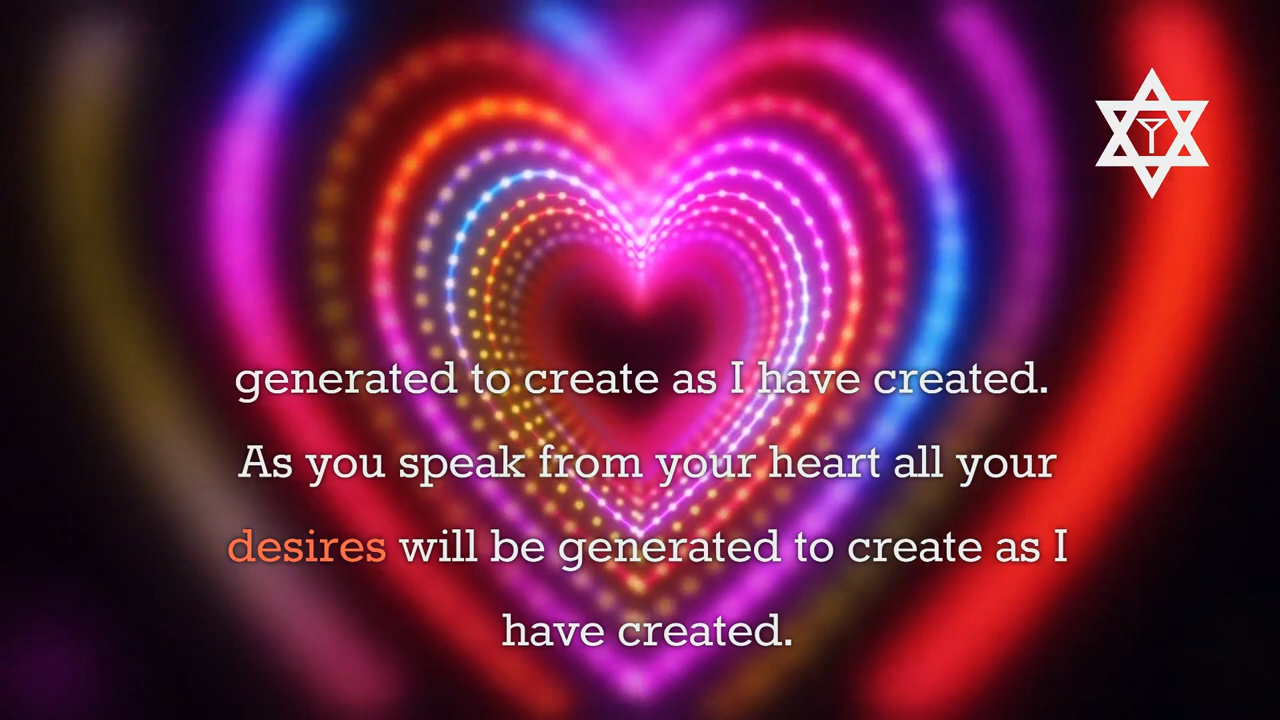 generated to create as I have created.
As you speak from your heart all your
desires will be generated to create as I
have created.